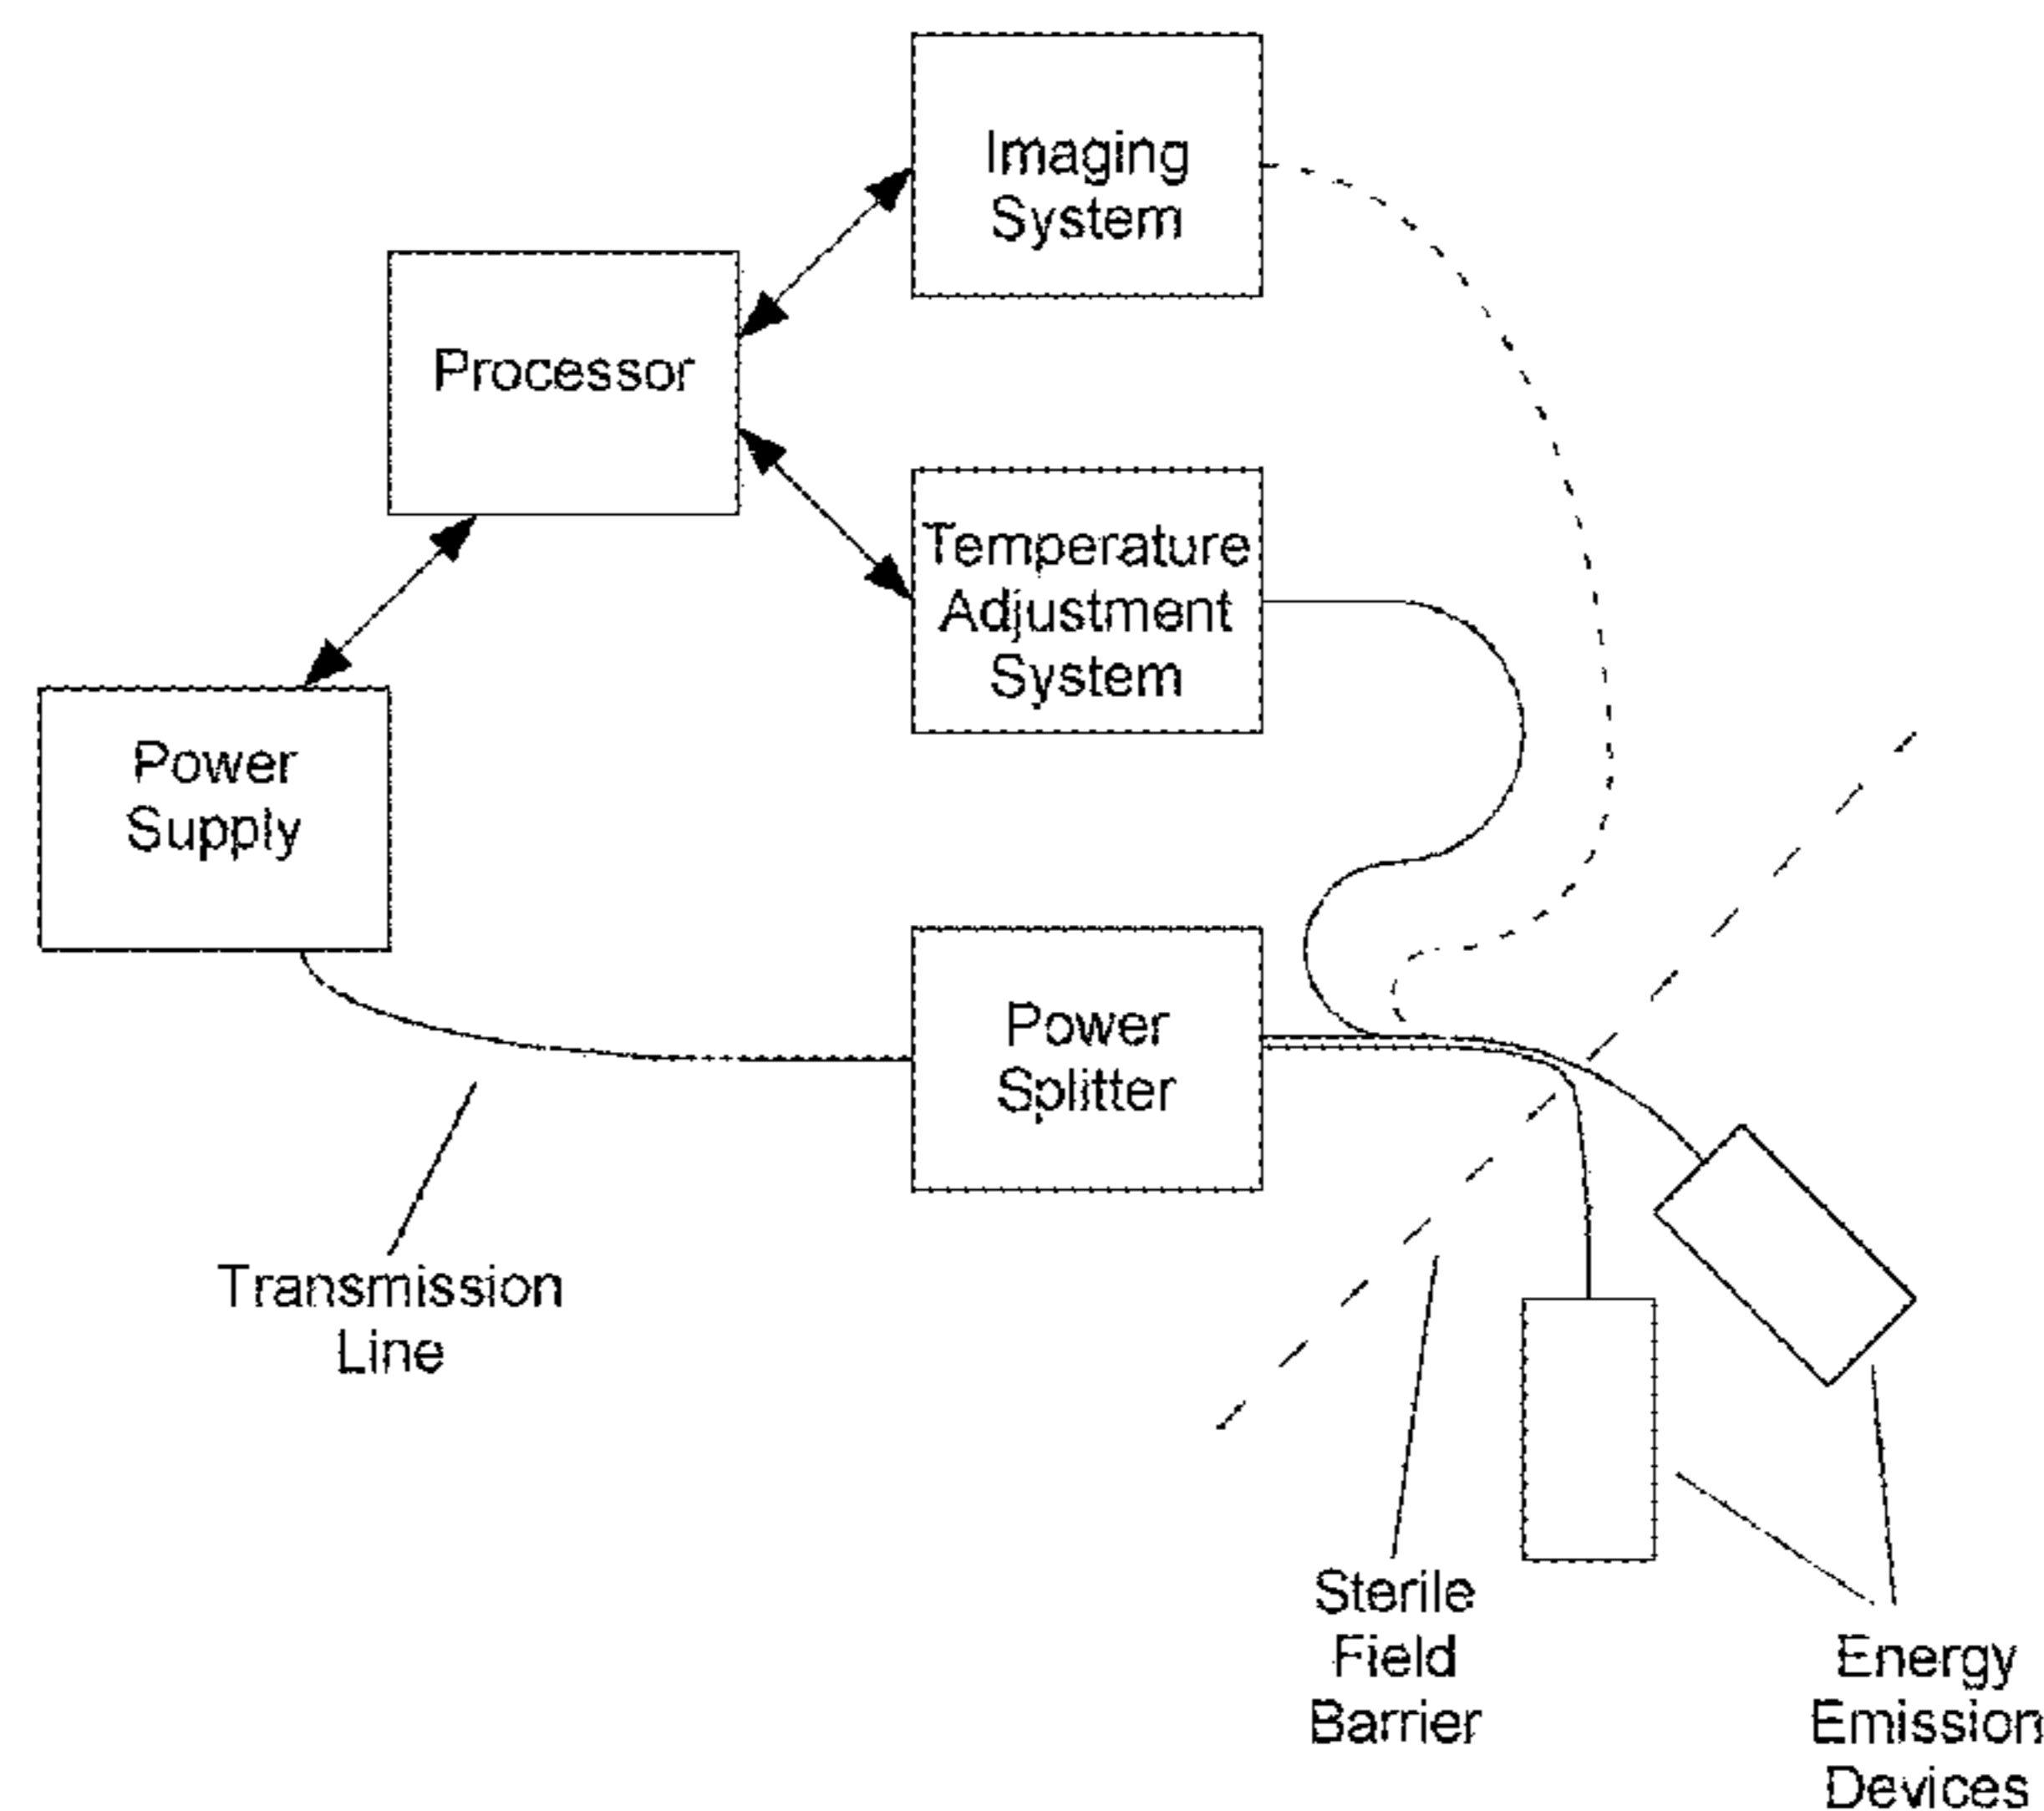 Imaging
System
Processor
Temperature
Adjustment
System
Power
Supply
Power
Splitter
Transmission
Line
Sterile
Field
Barrier
Energy
Emission
Devices